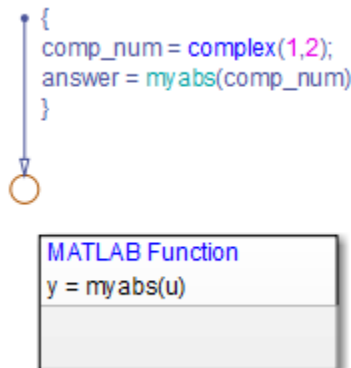 {
comp_num = complex(1,2);
answer = myabs(comp_num)
}
MATLAB Function
y = myabs(u)